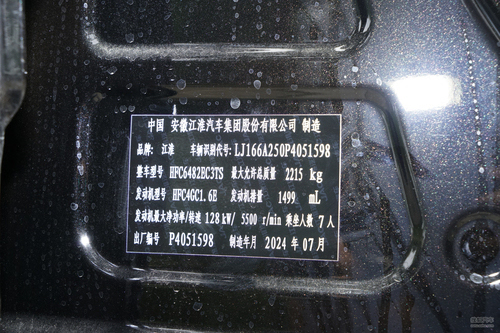 中国 安徽江淮汽车集团股份有限公司 制造
品牌: 江淮 车辆识别代号: LJ166A250P4051598
整车型号 HFC6482EC3TS 最大允许总质量 2215 kg
发动机型号 HFC4GC1.6E 发动机排量 1499 mL
发动机最大净功率/转速 128 kW/ 5500 r/min 乘坐人数 7 人
出厂编号 P4051598 制造年月 2024 年 07 月